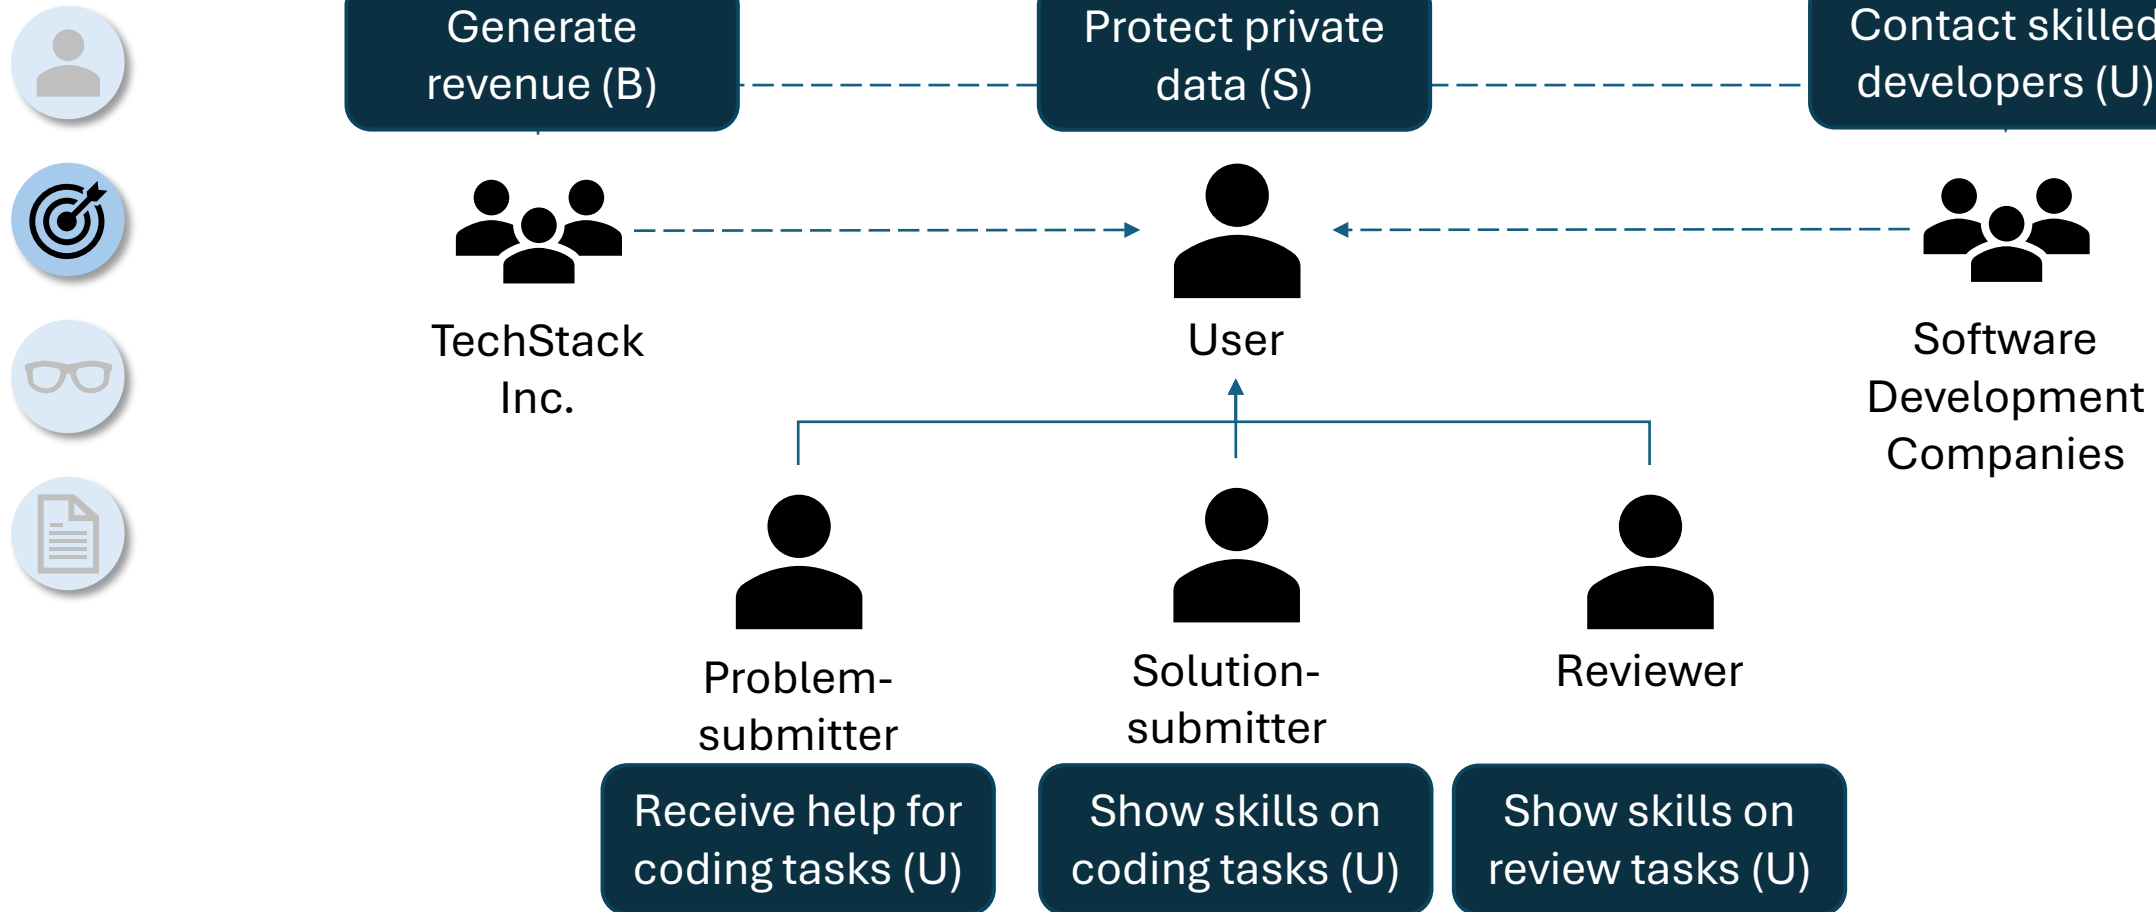 Generate
revenue (B)
Protect private
data (S)
Contact skilled
developers (U)
TechStack
Inc.
User
Software
Development
Companies
Problem-
submitter
Solution-
submitter
Reviewer
Receive help for
coding tasks (U)
Show skills on
coding tasks (U)
Show skills on
review tasks (U)